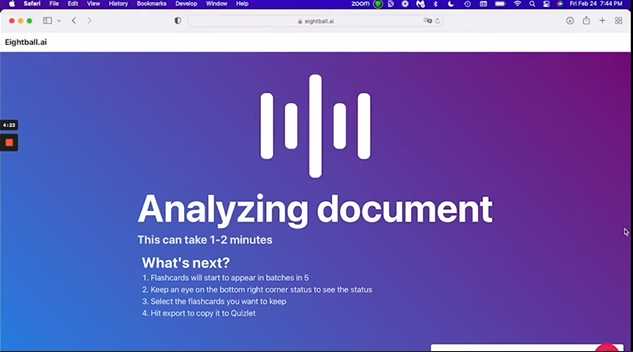 Safari File Edit View History Bookmarks Develop Window Help zoom Fri Feb 24 7:44 PM
eightball.ai
Eightball.ai
4:22
Analyzing document
This can take 1-2 minutes
What's next?
1. Flashcards will start to appear in batches in 5
2. Keep an eye on the bottom right corner status to see the status
3. Select the flashcards you want to keep
4. Hit export to copy it to Quizlet